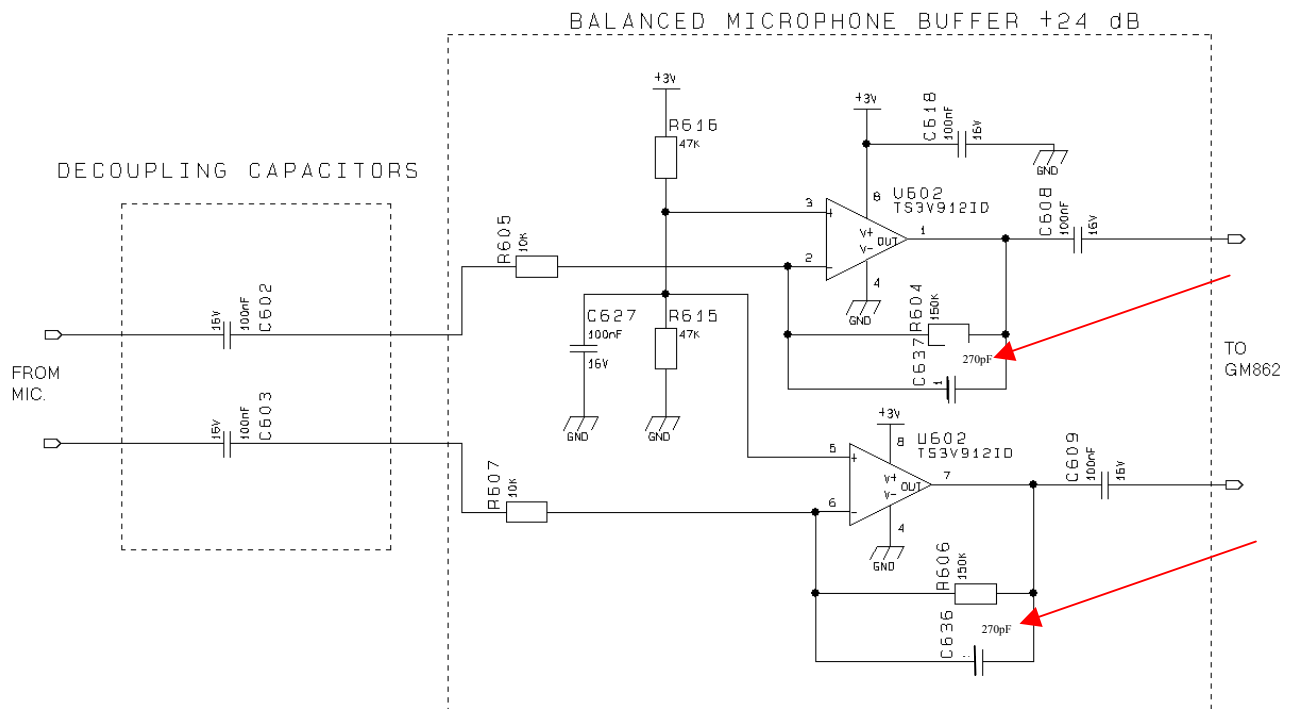 BALANCED MICROPHONE BUFFER +24 dB
DECOUPLING CAPACITORS
FROM
MIC.
16V
100nF
C602
16V
100nF
C603
R605
10K
R607
10K
+3V
R616
47K
C627
100nF
16V
GND
R615
47K
GND
+3V
C618
100nF
16V
GND
U602
TS3V912ID
3
+
2
-
8
V+
V-
OUT
1
4
GND
R604
150K
C637
270pF
1
C608
100nF
16V
TO
GM862
+3V
8
U602
TS3V912ID
5
+
6
-
V+
V-
OUT
7
4
GND
R606
150K
C636
270pF
C609
100nF
16V